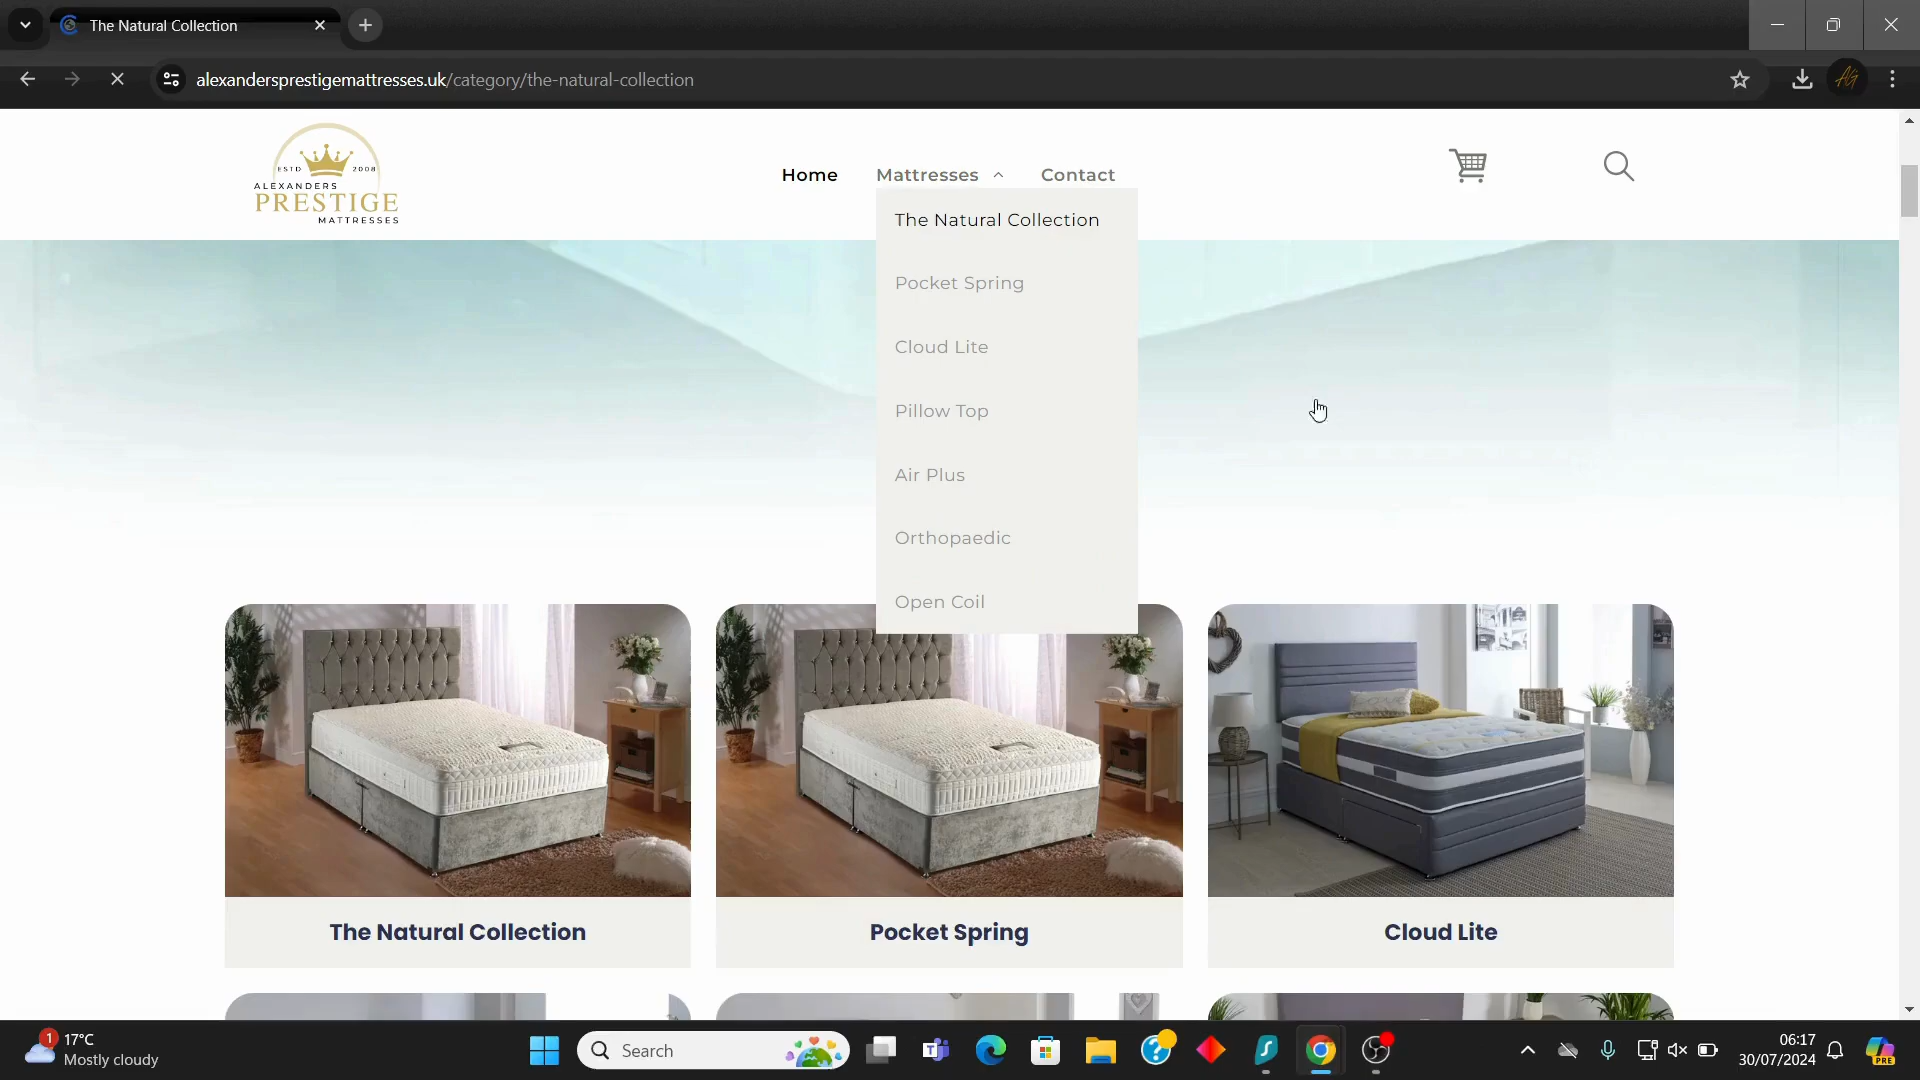 The Natural Collection
alexandersprestigemattresses.uk/category/the-natural-collection
ESTD 2008
ALEXANDERS
PRESTIGE
MATTRESSES
Home Mattresses Contact
The Natural Collection
Pocket Spring
Cloud Lite
Pillow Top
Air Plus
Orthopaedic
Open Coil
The Natural Collection
Pocket Spring
Cloud Lite
1
17°C
Mostly cloudy
Search
06:17
30/07/2024
PRE